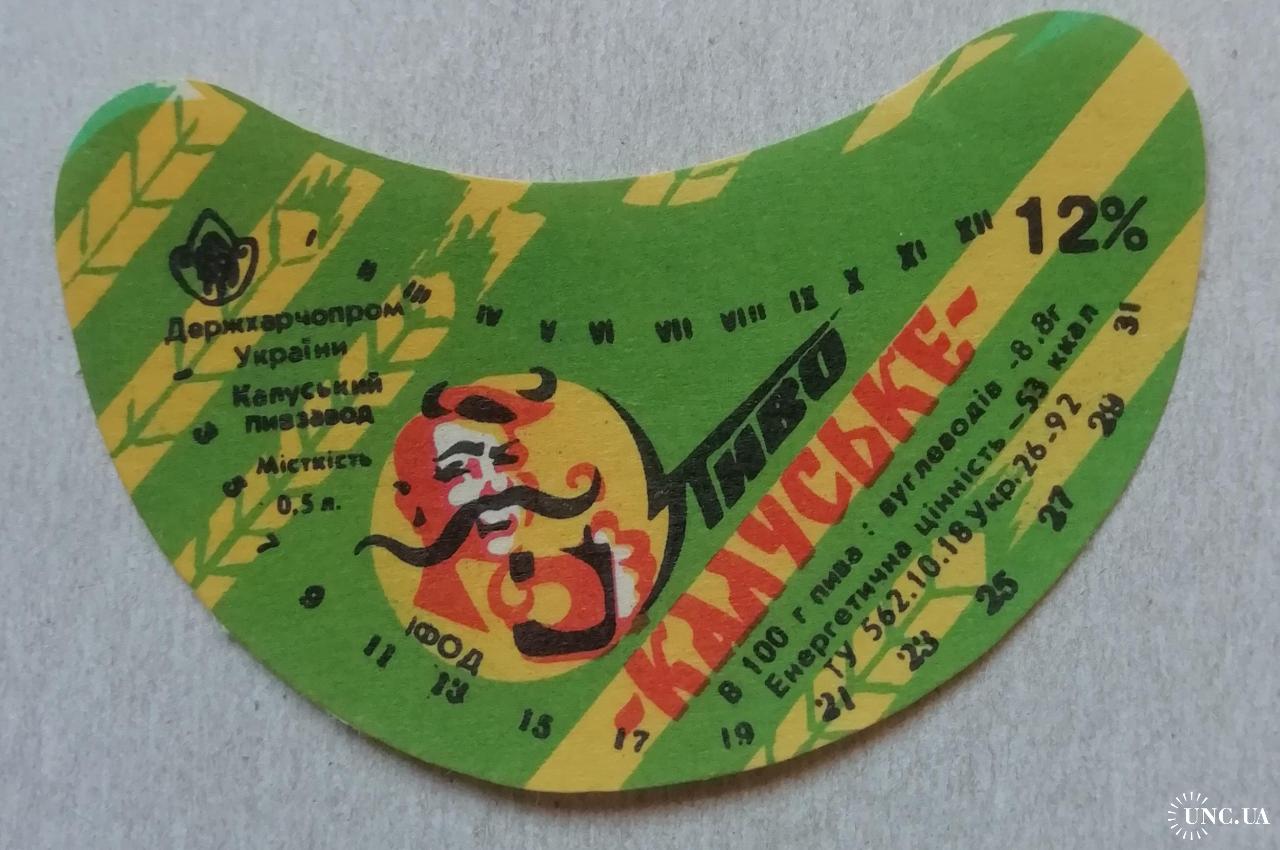 Держхарчопром
України
Калуський
пивзавод
Місткість
0,5 л.
I II III IV V VI VII VIII IX X XI XII
12%
Пиво
-КАЛУСЬКЕ-
В 100 г пива : вуглеводів -8,8г
Енергетична цінність -53 ккал
ТУ 562.10.18 Укр.26-92
ІФОД
1 3 5 7 9 11 13 15 17 19 21 23 25 27 29 31
UNC.UA